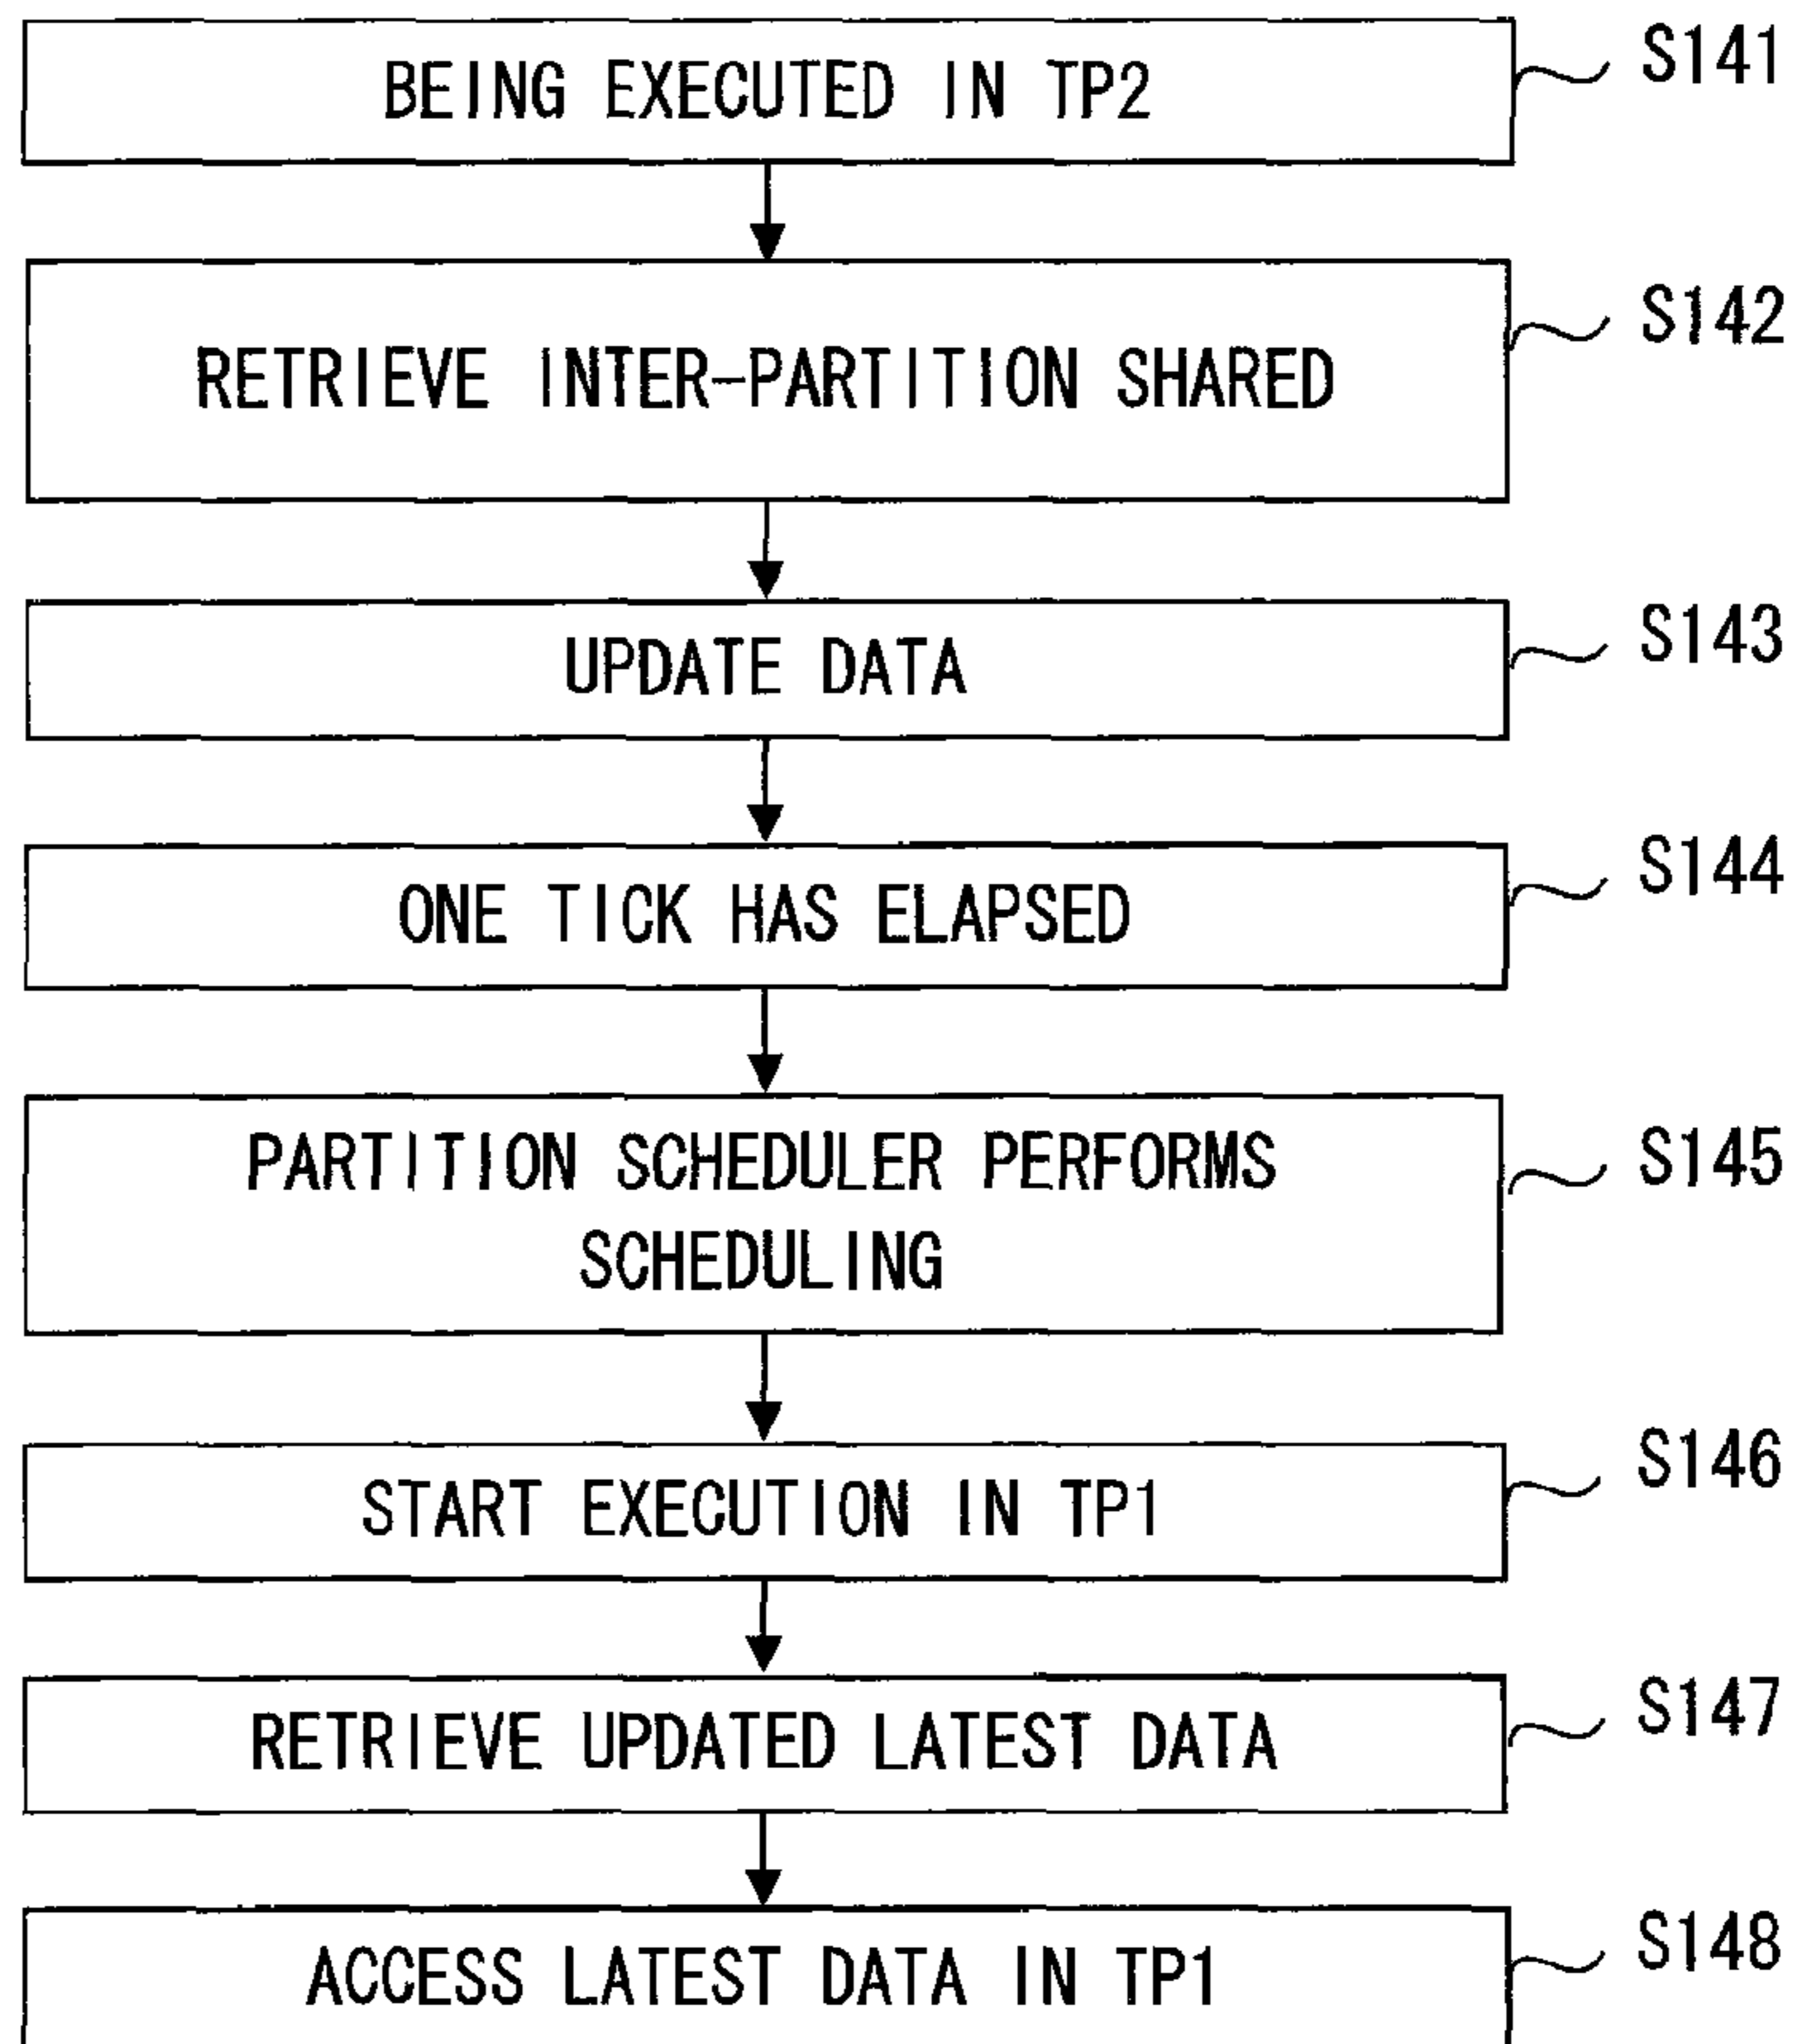 BEING EXECUTED IN TP2
S141
RETRIEVE INTER-PARTITION SHARED
S142
UPDATE DATA
S143
ONE TICK HAS ELAPSED
S144
PARTITION SCHEDULER PERFORMS
SCHEDULING
S145
START EXECUTION IN TP1
S146
RETRIEVE UPDATED LATEST DATA
S147
ACCESS LATEST DATA IN TP1
S148